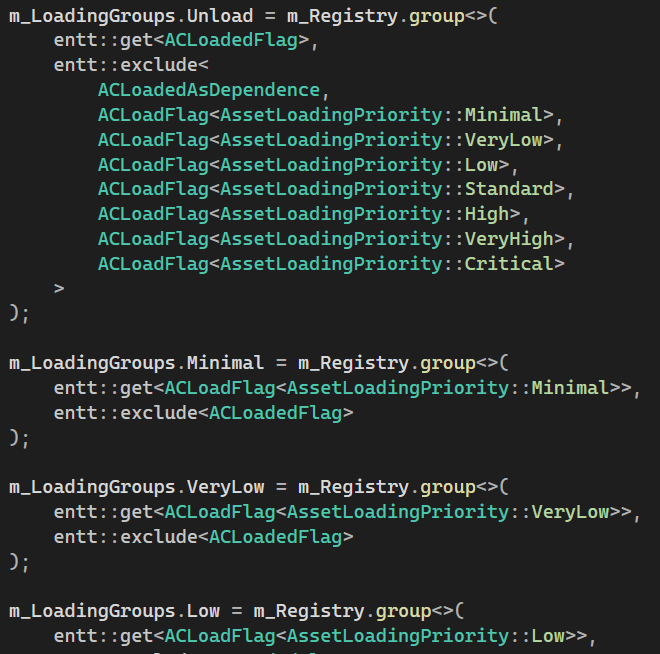 m_LoadingGroups.Unload = m_Registry.group<>(
    entt::get<ACLoadedFlag>,
    entt::exclude<
        ACLoadedAsDependence,
        ACLoadFlag<AssetLoadingPriority::Minimal>,
        ACLoadFlag<AssetLoadingPriority::VeryLow>,
        ACLoadFlag<AssetLoadingPriority::Low>,
        ACLoadFlag<AssetLoadingPriority::Standard>,
        ACLoadFlag<AssetLoadingPriority::High>,
        ACLoadFlag<AssetLoadingPriority::VeryHigh>,
        ACLoadFlag<AssetLoadingPriority::Critical>
    >
);
m_LoadingGroups.Minimal = m_Registry.group<>(
    entt::get<ACLoadFlag<AssetLoadingPriority::Minimal>>,
    entt::exclude<ACLoadedFlag>
);
m_LoadingGroups.VeryLow = m_Registry.group<>(
    entt::get<ACLoadFlag<AssetLoadingPriority::VeryLow>>,
    entt::exclude<ACLoadedFlag>
);
m_LoadingGroups.Low = m_Registry.group<>(
    entt::get<ACLoadFlag<AssetLoadingPriority::Low>>,